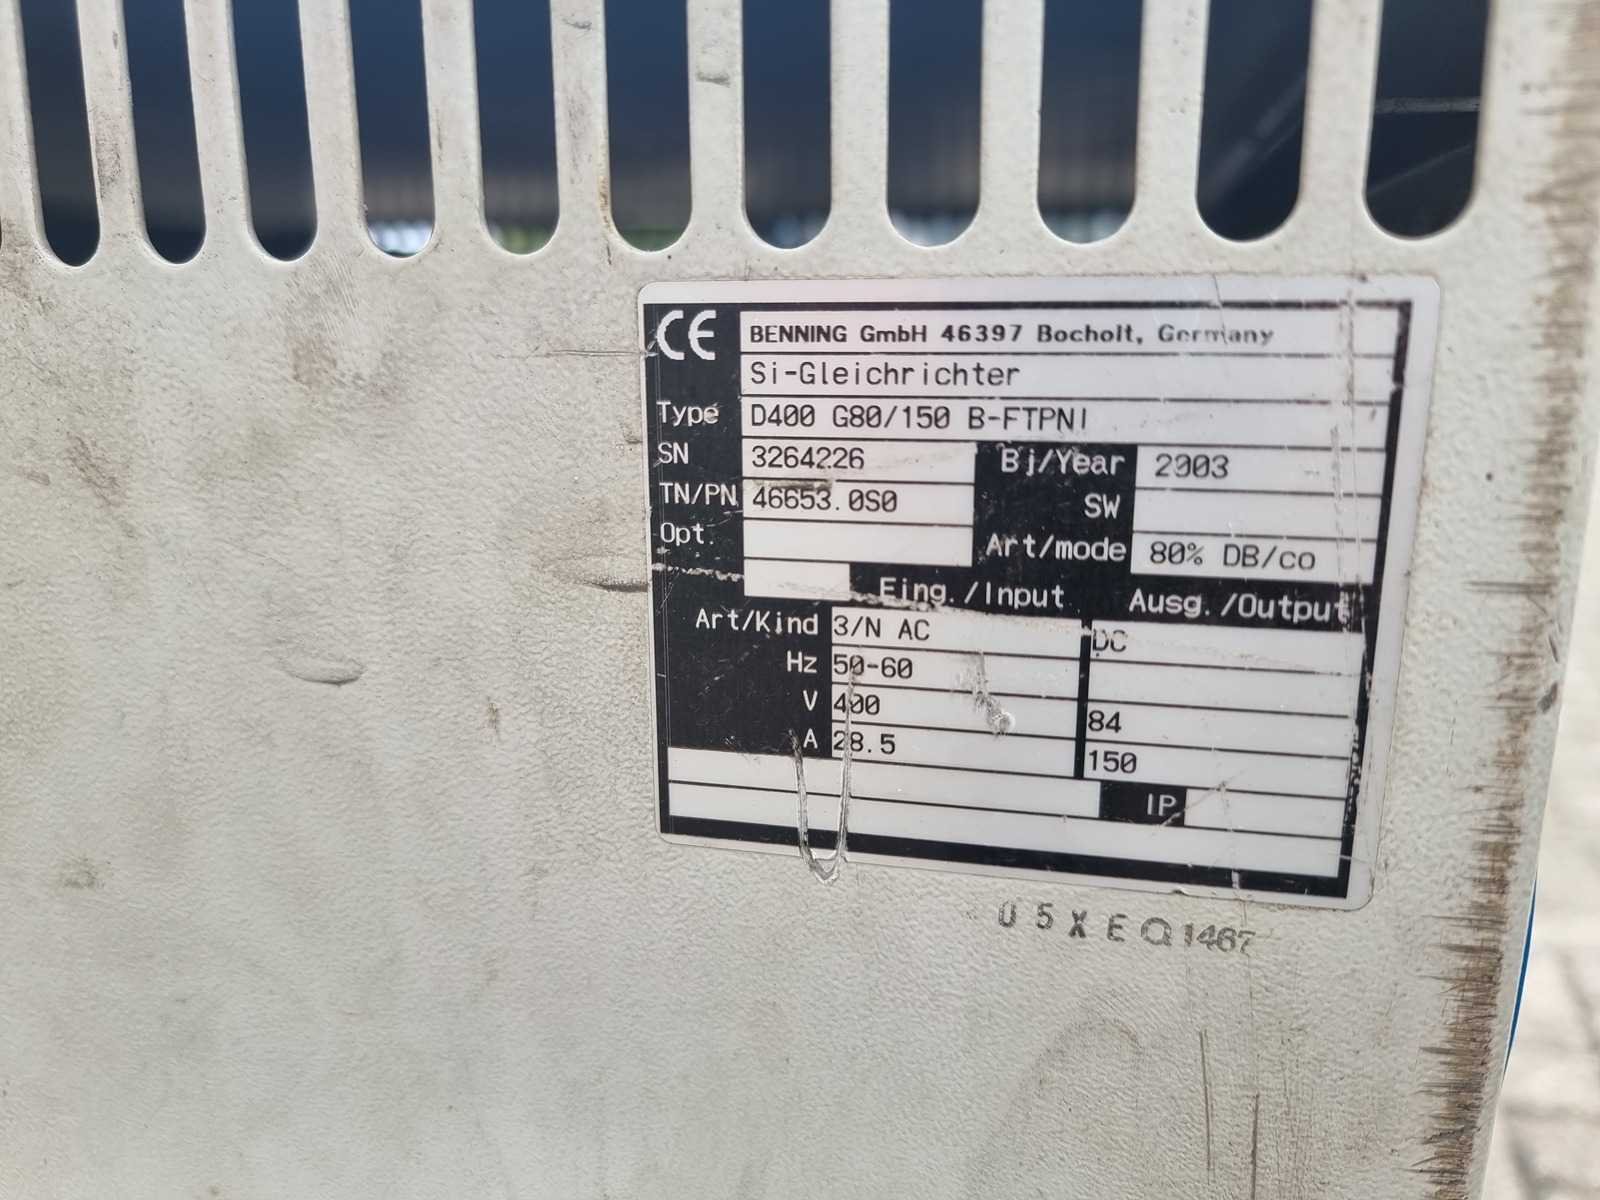 CE BENNING GmbH 46397 Bocholt, Germany
Si-Gleichrichter
Type D400 G80/150 B-FTPNI
SN 3264226 Bj/Year 2003
TN/PN 46653.0S0 SW
Opt. Art/mode 80% DB/co
Eing./Input Ausg./Output
Art/Kind 3/N AC DC
Hz 50-60
V 400 84
A 28.5 150
IP
U5XEQ1467